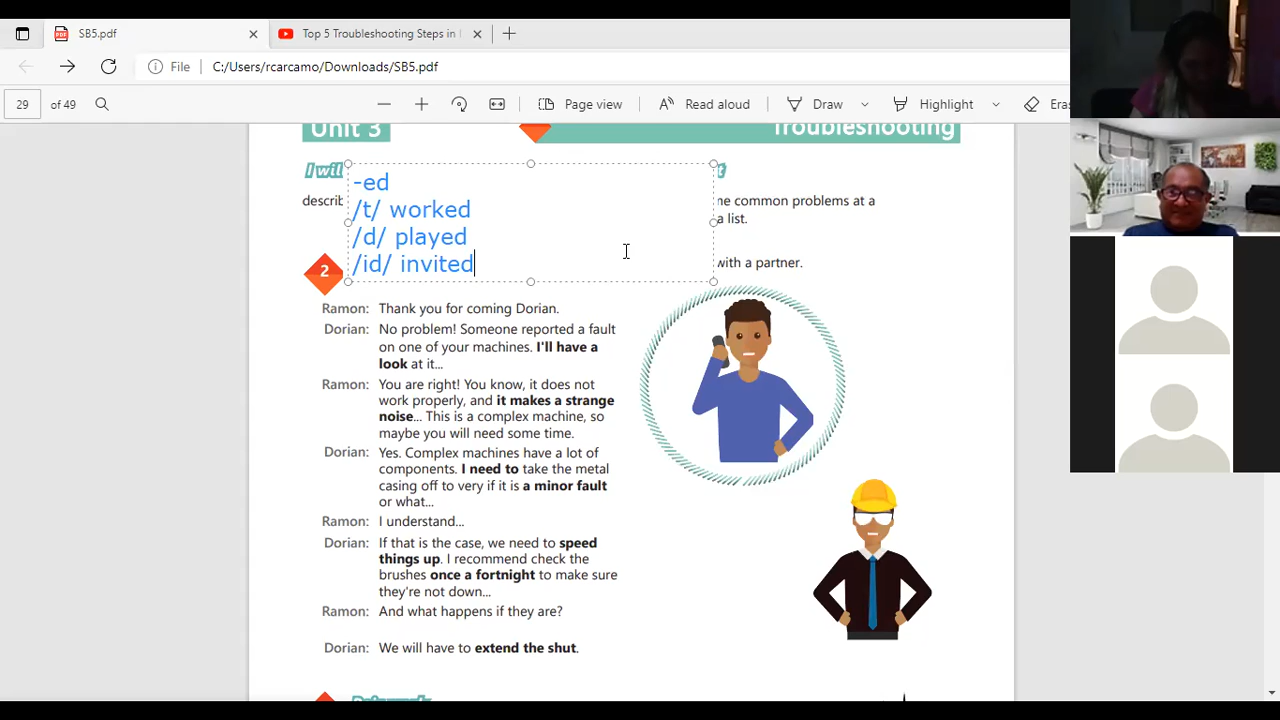 SB5.pdf
Top 5 Troubleshooting Steps in
File C:/Users/rcarcamo/Downloads/SB5.pdf
29 of 49 Page view Read aloud Draw Highlight
Unit 3 Troubleshooting
I will
-ed
/t/ worked
/d/ played
/id/ invited
me common problems at a
a list.
2 with a partner.
Ramon: Thank you for coming Dorian.
Dorian: No problem! Someone reported a fault
on one of your machines. I'll have a
look at it...
Ramon: You are right! You know, it does not
work properly, and it makes a strange
noise... This is a complex machine, so
maybe you will need some time.
Dorian: Yes. Complex machines have a lot of
components. I need to take the metal
casing off to very if it is a minor fault
or what...
Ramon: I understand...
Dorian: If that is the case, we need to speed
things up. I recommend check the
brushes once a fortnight to make sure
they're not down...
Ramon: And what happens if they are?
Dorian: We will have to extend the shut.